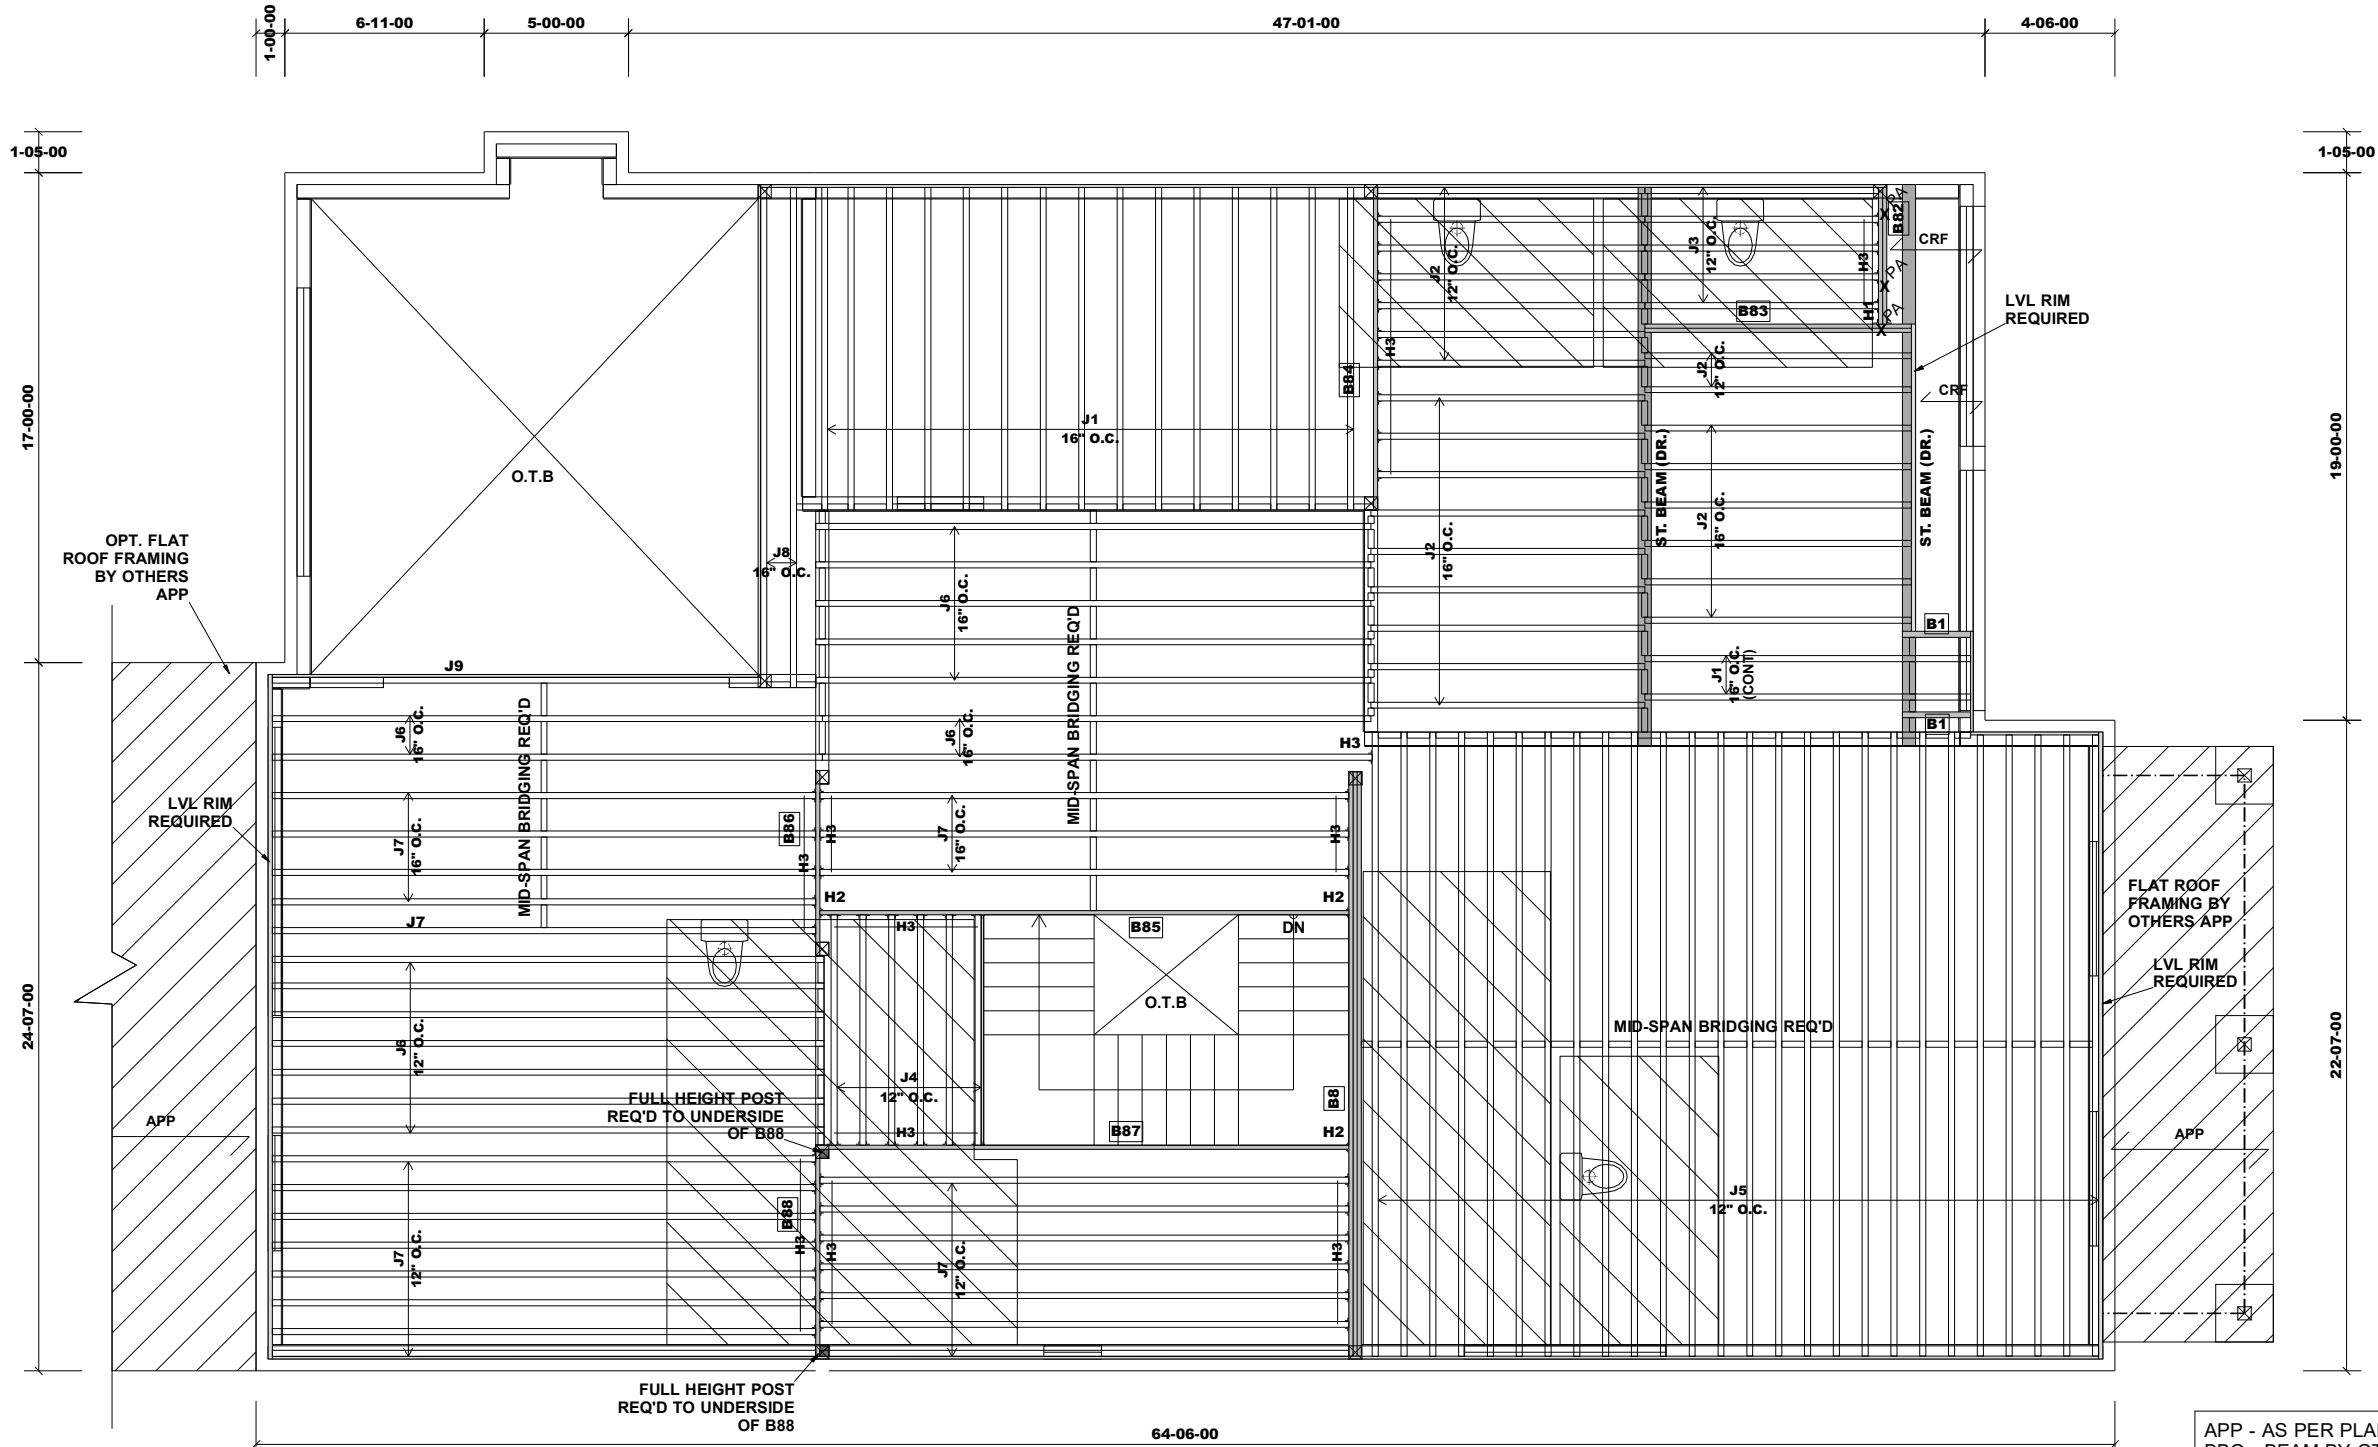 1-00-00
6-11-00
5-00-00
47-01-00
4-06-00
1-05-00
1-05-00
17-00-00
19-00-00
24-07-00
22-07-00
64-06-00
O.T.B
J1
16" O.C.
J2
12" O.C.
J3
12" O.C.
H3
H1
PA
PA
PA
X
X
X
B82
CRF
CRF
B83
B84
H3
LVL RIM
REQUIRED
J2
12" O.C.
J2
16" O.C.
J2
16" O.C.
ST. BEAM (DR.)
ST. BEAM (DR.)
B1
B1
J1
16" O.C.
(CONT)
OPT. FLAT
ROOF FRAMING
BY OTHERS
APP
J8
16" O.C.
J6
16" O.C.
MID-SPAN BRIDGING REQ'D
J9
J6
16" O.C.
MID-SPAN BRIDGING REQ'D
J6
16" O.C.
H3
LVL RIM
REQUIRED
J7
16" O.C.
B86
H3
H3
J7
16" O.C.
H3
J7
H2
H2
H3
B85
DN
O.T.B
J6
12" O.C.
J4
12" O.C.
FULL HEIGHT POST
REQ'D TO UNDERSIDE
OF B88
H3
B87
B8
H2
APP
B88
H3
H3
J7
12" O.C.
J7
12" O.C.
H3
MID-SPAN BRIDGING REQ'D
J5
12" O.C.
FLAT ROOF
FRAMING BY
OTHERS APP
LVL RIM
REQUIRED
APP
FULL HEIGHT POST
REQ'D TO UNDERSIDE
OF B88
APP - AS PER PLA